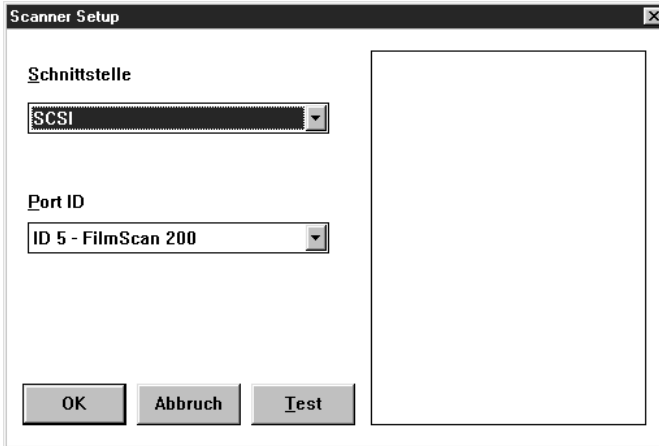 Scanner Setup
Schnittstelle
SCSI
Port ID
ID 5 - FilmScan 200
OK Abbruch Test